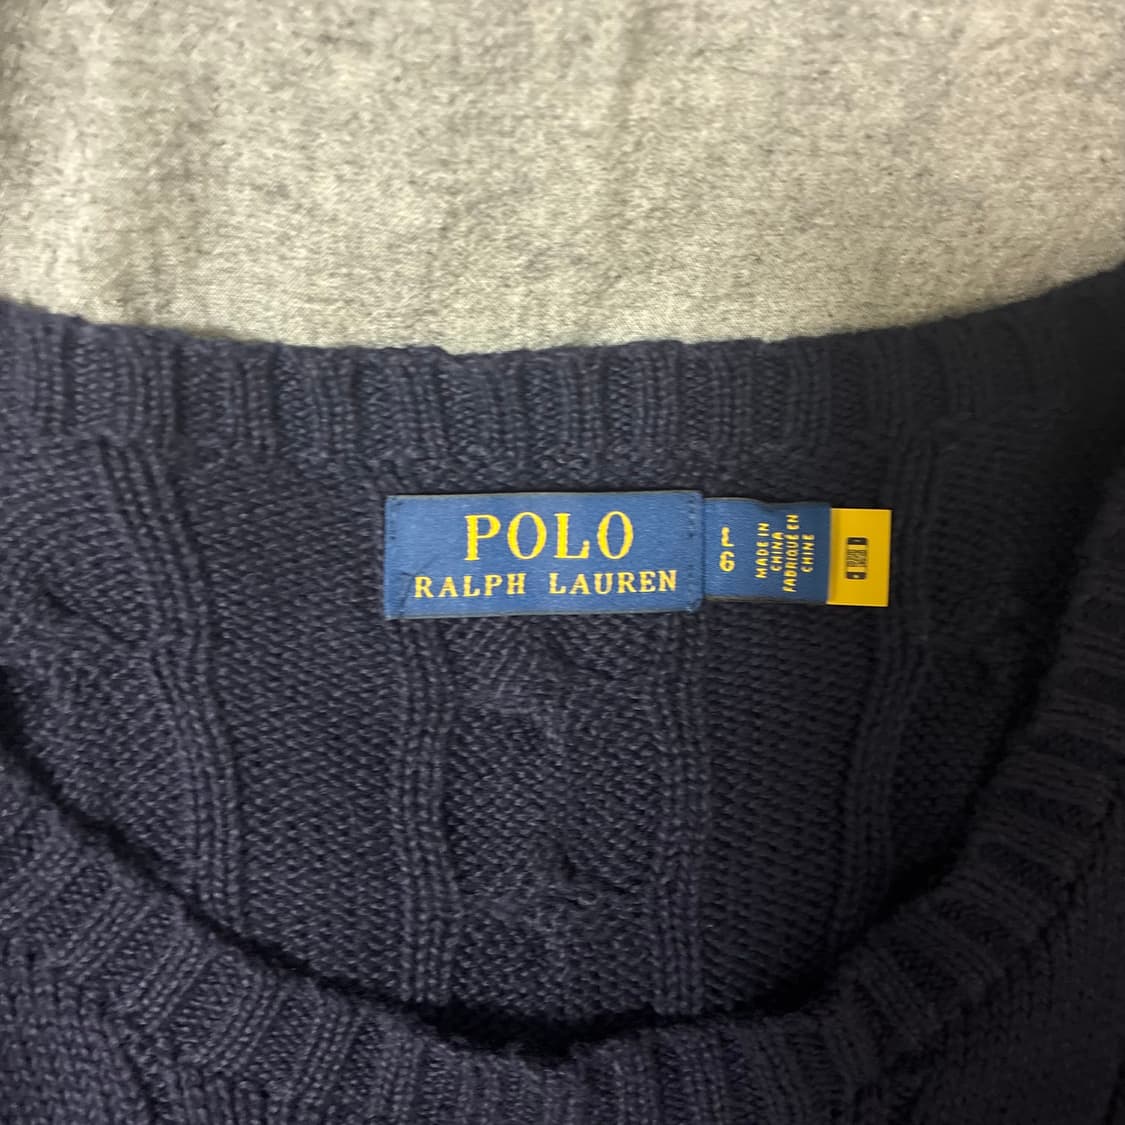 POLO
RALPH LAUREN
L
G
MADE IN
CHINA
FABRIQUÉ EN
CHINE